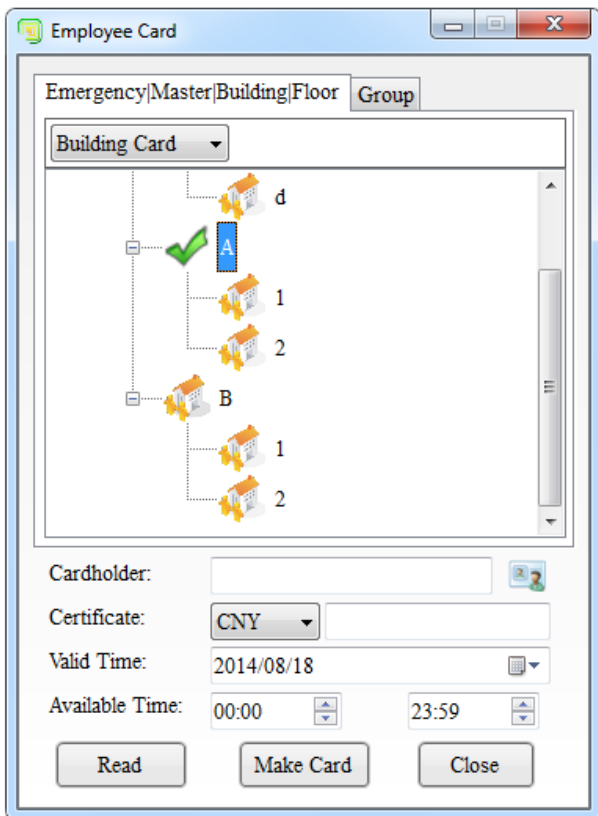 Employee Card
Emergency|Master|Building|Floor Group
Building Card
d
A
1
2
B
1
2
Cardholder:
Certificate: CNY
Valid Time: 2014/08/18
Available Time: 00:00 23:59
Read Make Card Close